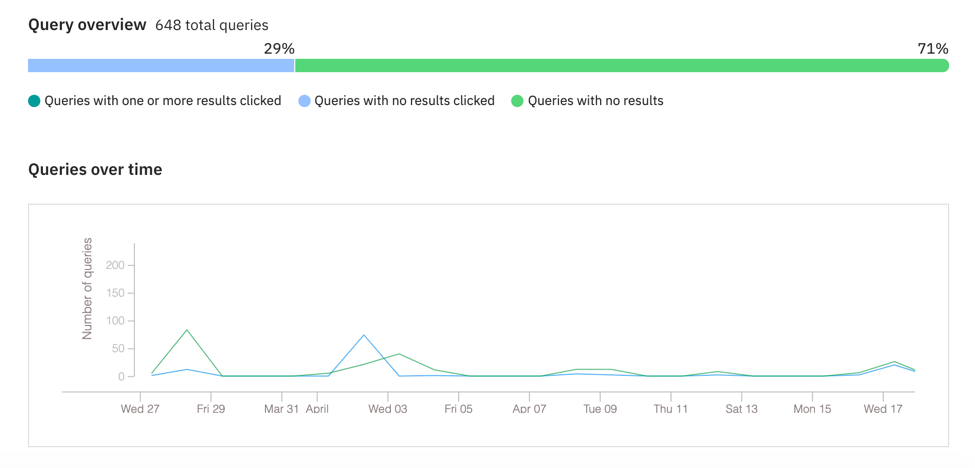 Query overview 648 total queries
29% 71%
Queries with one or more results clicked Queries with no results clicked Queries with no results
Queries over time
Number of queries
200
150
100
50
0
Wed 27 Fri 29 Mar 31 April Wed 03 Fri 05 Apr 07 Tue 09 Thu 11 Sat 13 Mon 15 Wed 17